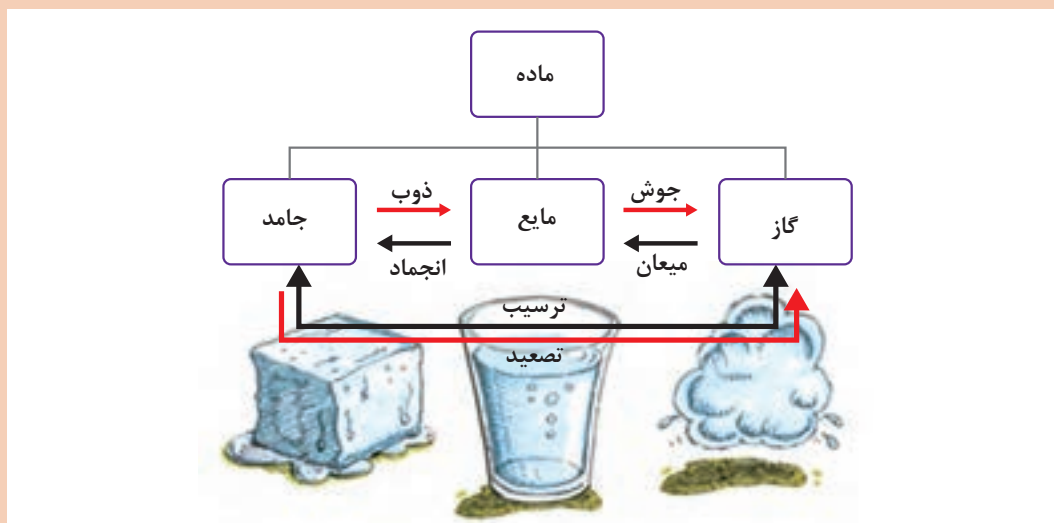 ماده
گاز
جوش
میعان
مایع
ذوب
انجماد
جامد
ترسیب
تصعید